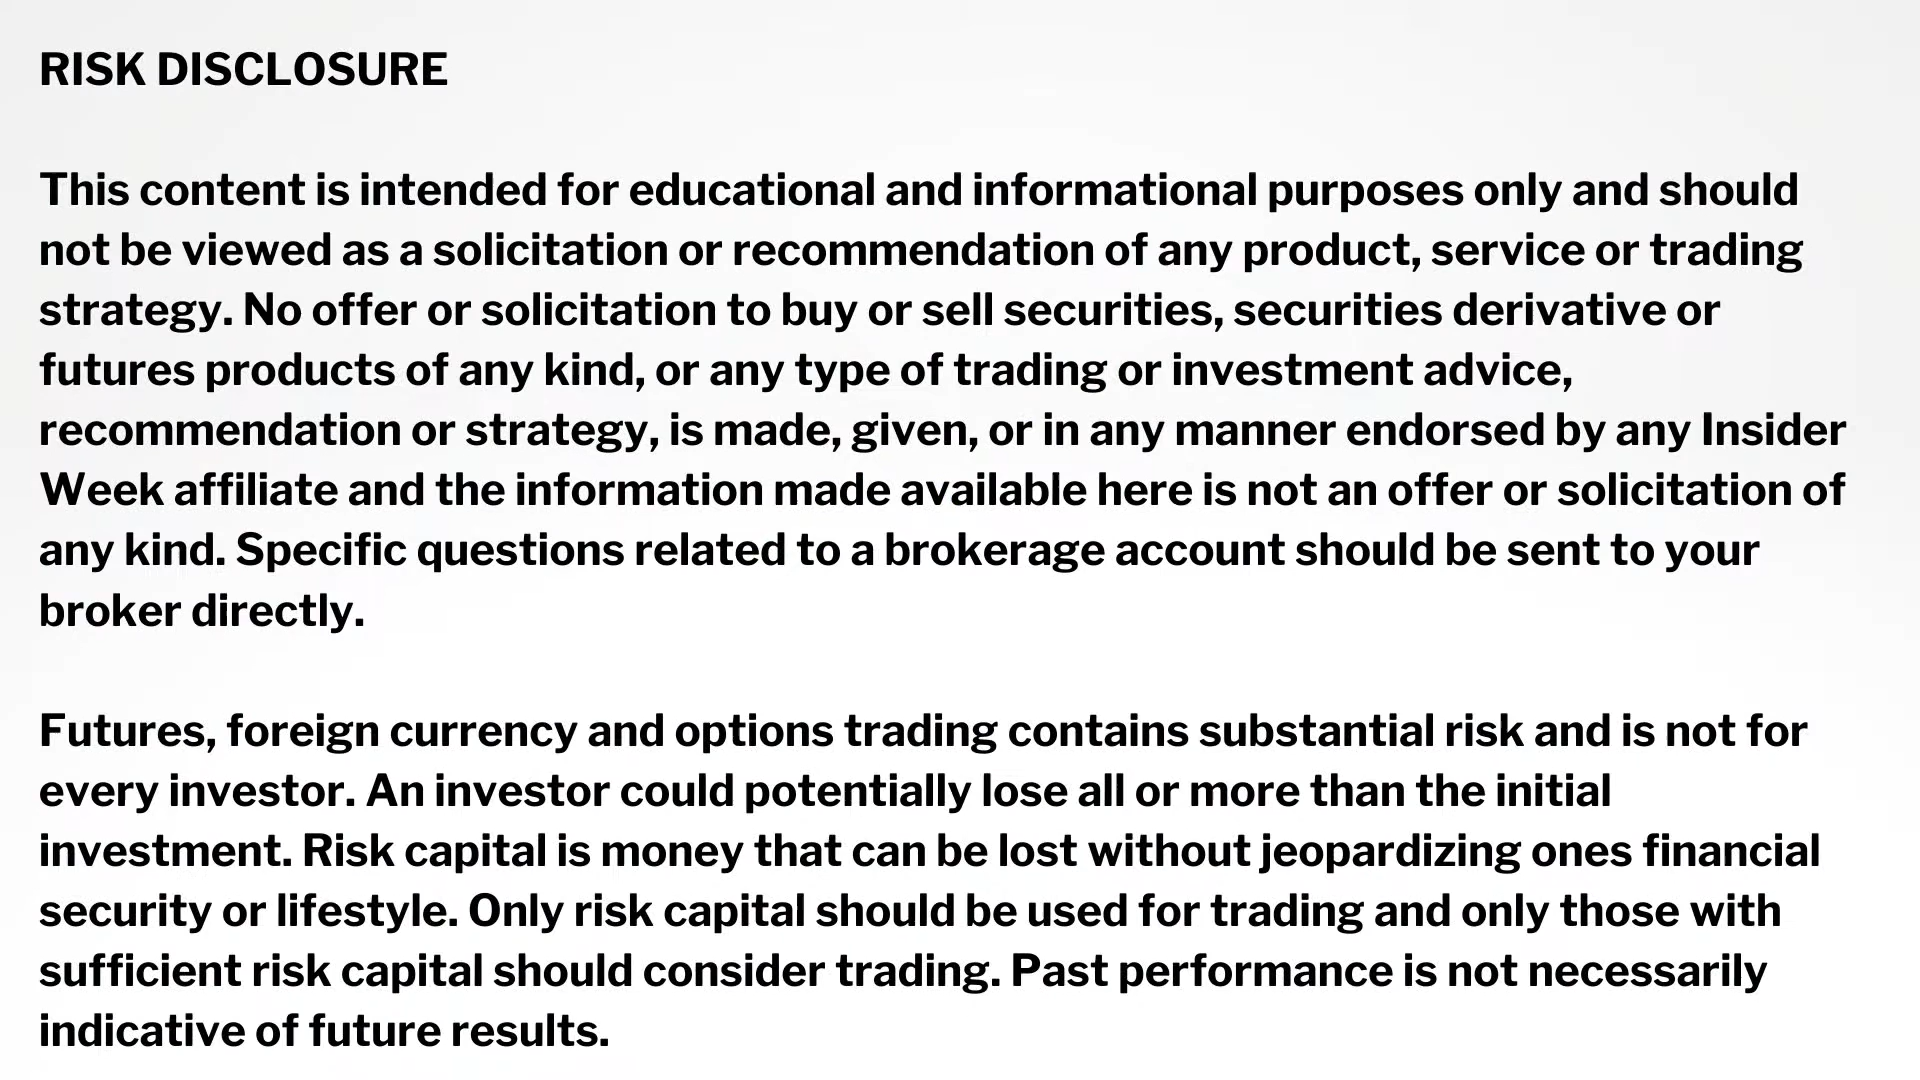 RISK DISCLOSURE
This content is intended for educational and informational purposes only and should
not be viewed as a solicitation or recommendation of any product, service or trading
strategy. No offer or solicitation to buy or sell securities, securities derivative or
futures products of any kind, or any type of trading or investment advice,
recommendation or strategy, is made, given, or in any manner endorsed by any Insider
Week affiliate and the information made available here is not an offer or solicitation of
any kind. Specific questions related to a brokerage account should be sent to your
broker directly.
Futures, foreign currency and options trading contains substantial risk and is not for
every investor. An investor could potentially lose all or more than the initial
investment. Risk capital is money that can be lost without jeopardizing ones financial
security or lifestyle. Only risk capital should be used for trading and only those with
sufficient risk capital should consider trading. Past performance is not necessarily
indicative of future results.